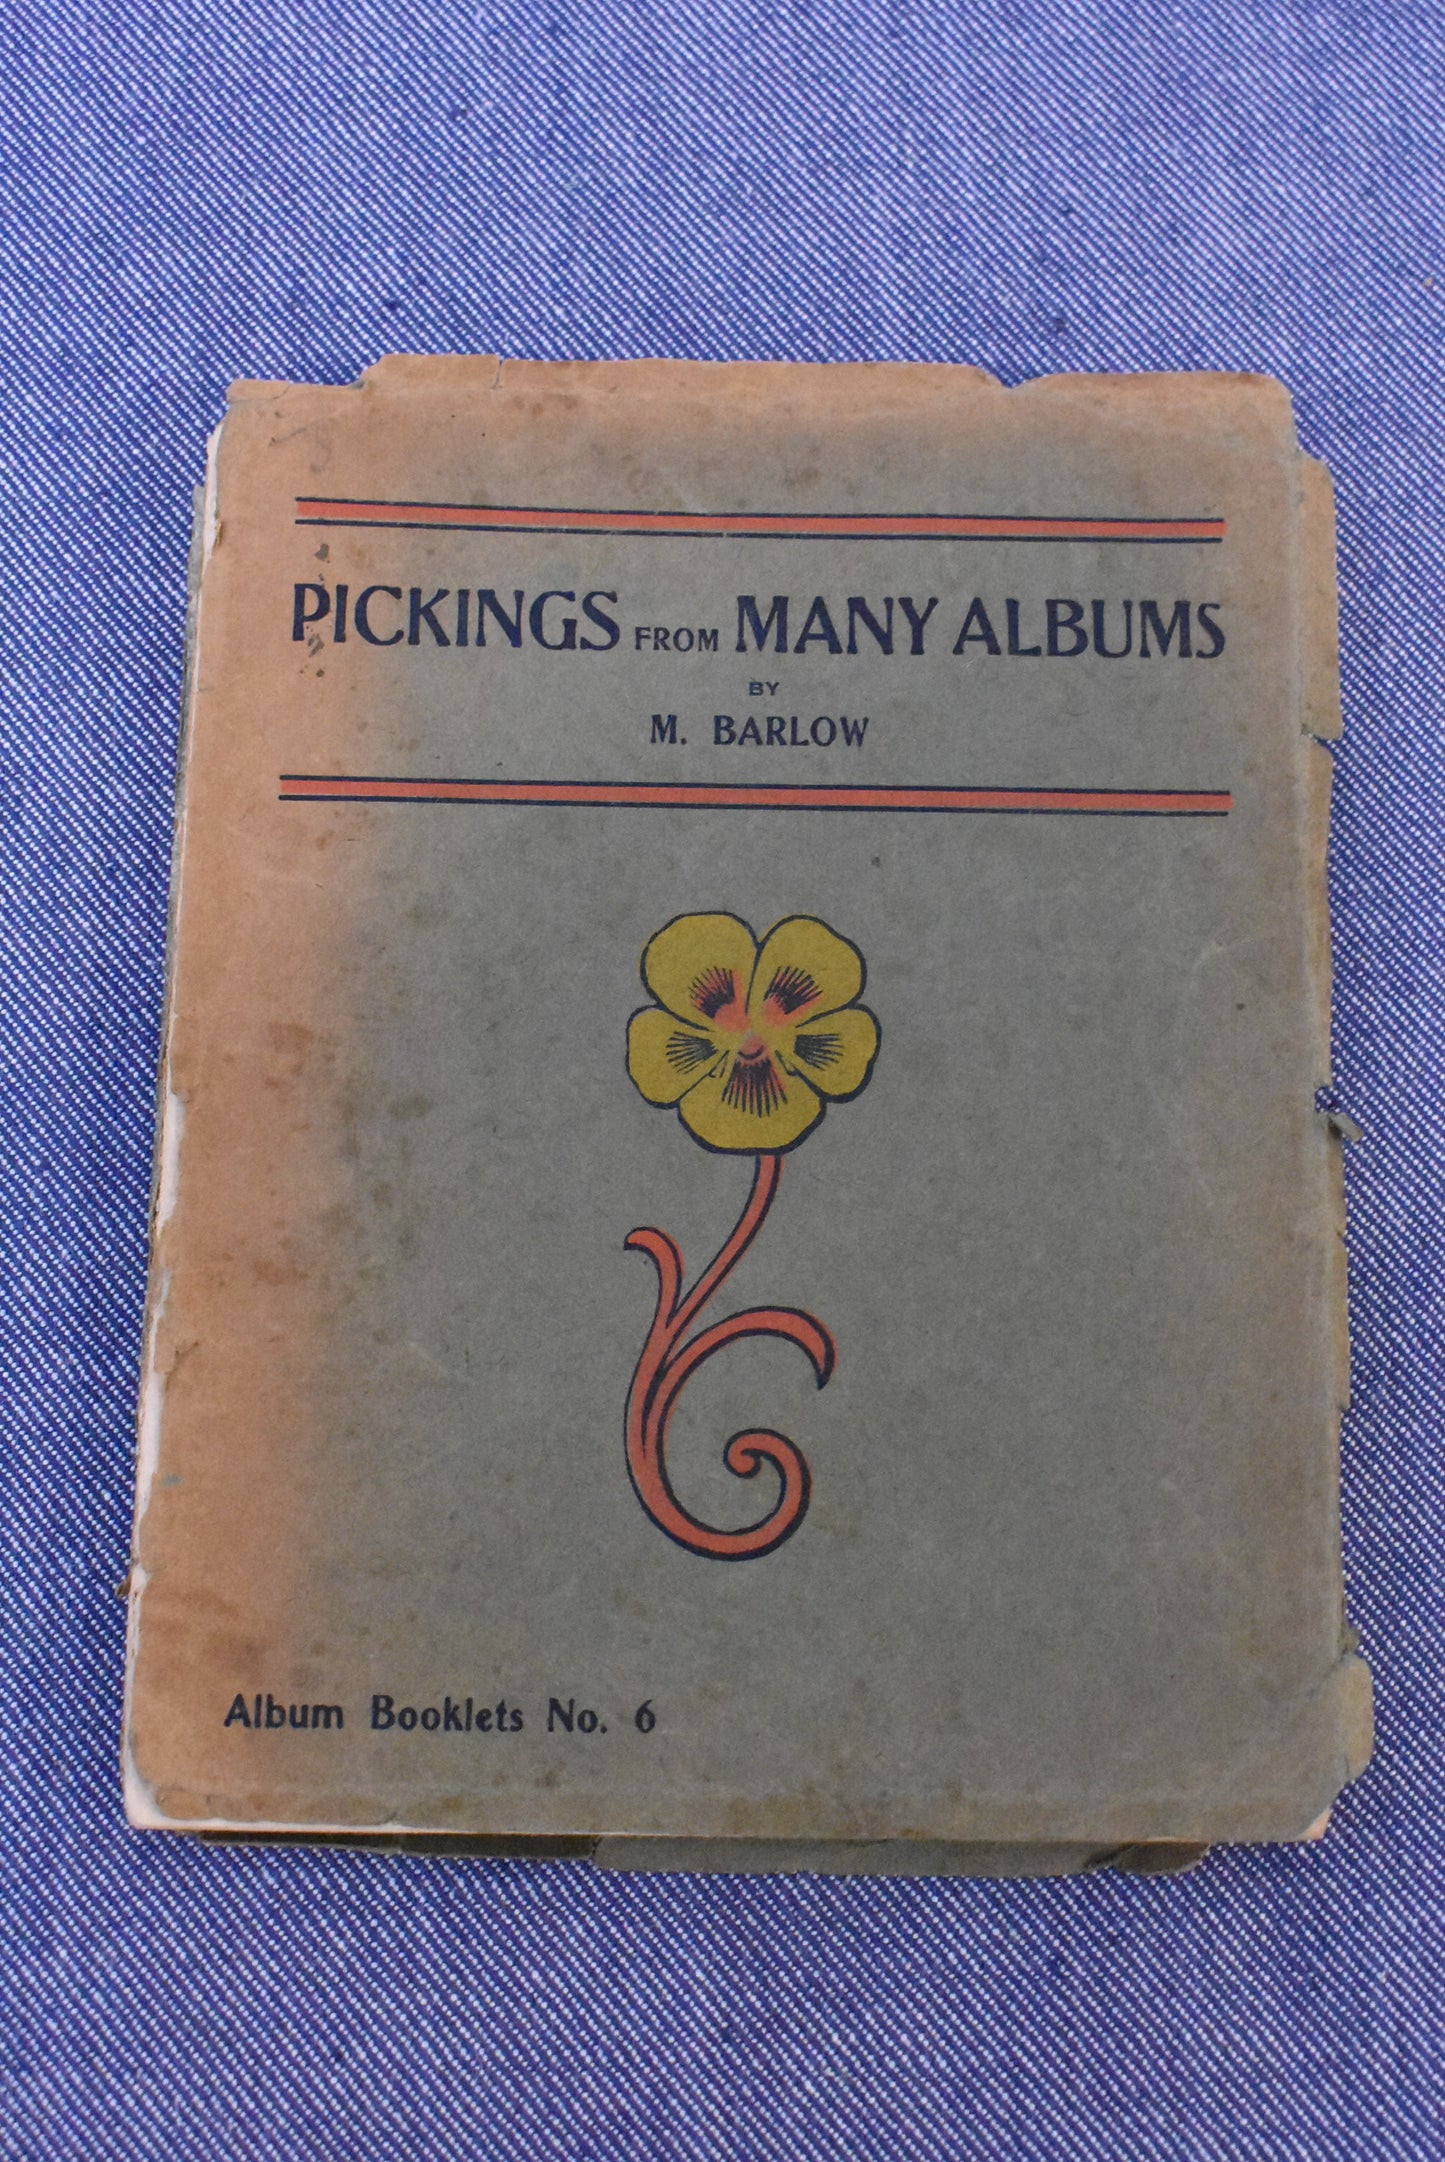 PICKINGS FROM MANY ALBUMS
BY
M. BARLOW
Album Booklets No. 6